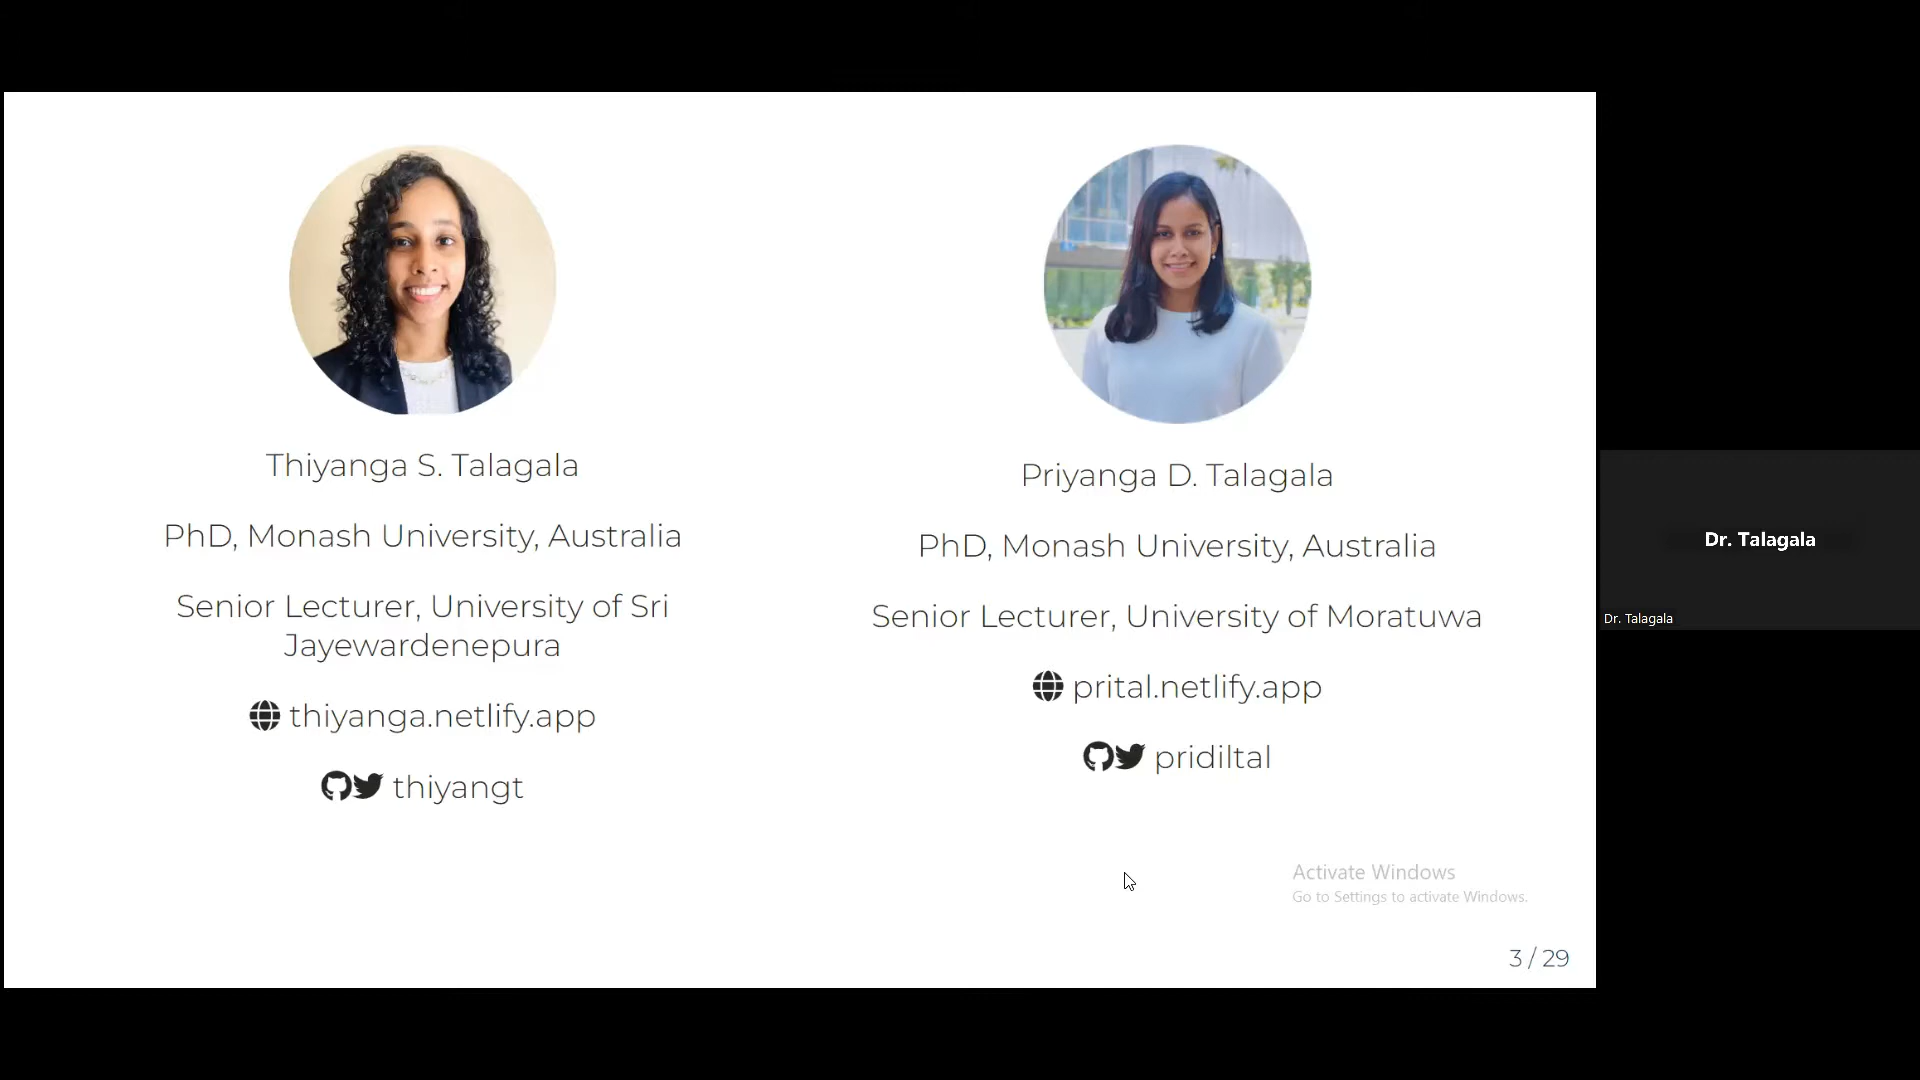 Thiyanga S. Talagala
PhD, Monash University, Australia
Senior Lecturer, University of Sri
Jayewardenepura
thiyanga.netlify.app
thiyangt
Priyanga D. Talagala
PhD, Monash University, Australia
Senior Lecturer, University of Moratuwa
prital.netlify.app
pridiltal
Activate Windows
Go to Settings to activate Windows.
3 / 29
Dr. Talagala
Dr. Talagala